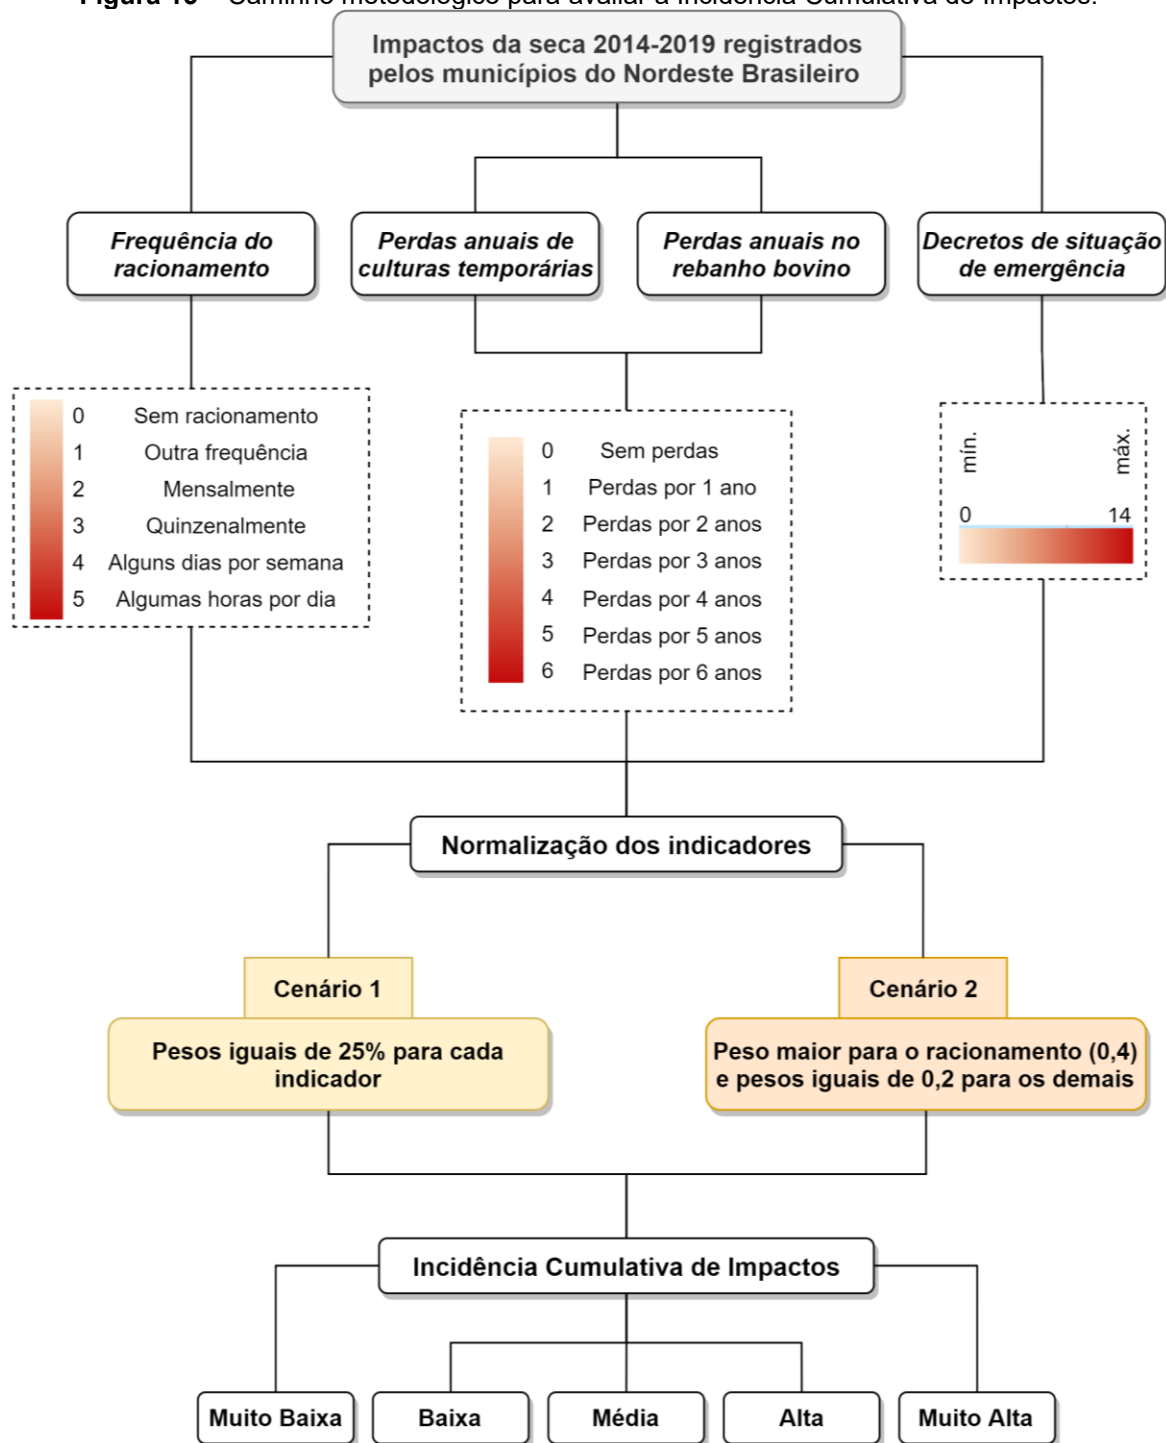 Impactos da seca 2014-2019 registrados
pelos municípios do Nordeste Brasileiro
Frequência do
racionamento
Perdas anuais de
culturas temporárias
Perdas anuais no
rebanho bovino
Decretos de situação
de emergência
0 Sem racionamento
1 Outra frequência
2 Mensalmente
3 Quinzenalmente
4 Alguns dias por semana
5 Algumas horas por dia
0 Sem perdas
1 Perdas por 1 ano
2 Perdas por 2 anos
3 Perdas por 3 anos
4 Perdas por 4 anos
5 Perdas por 5 anos
6 Perdas por 6 anos
mín.
máx.
0 14
Normalização dos indicadores
Cenário 1
Pesos iguais de 25% para cada
indicador
Cenário 2
Peso maior para o racionamento (0,4)
e pesos iguais de 0,2 para os demais
Incidência Cumulativa de Impactos
Muito Baixa
Baixa
Média
Alta
Muito Alta